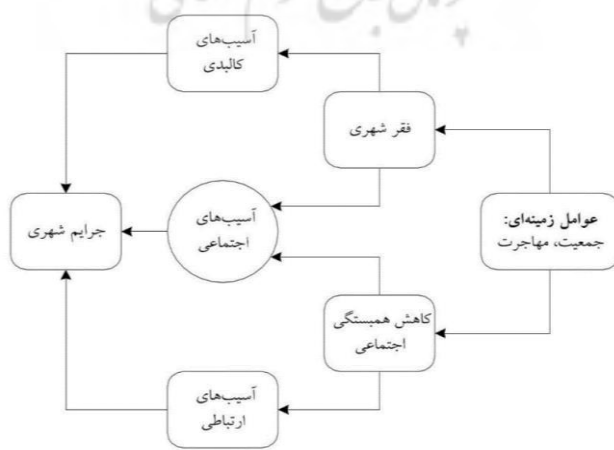 آسیب‌های
کالبدی
فقر شهری
عوامل زمینه‌ای:
جمعیت، مهاجرت
آسیب‌های
اجتماعی
جرایم شهری
کاهش همبستگی
اجتماعی
آسیب‌های
ارتباطی